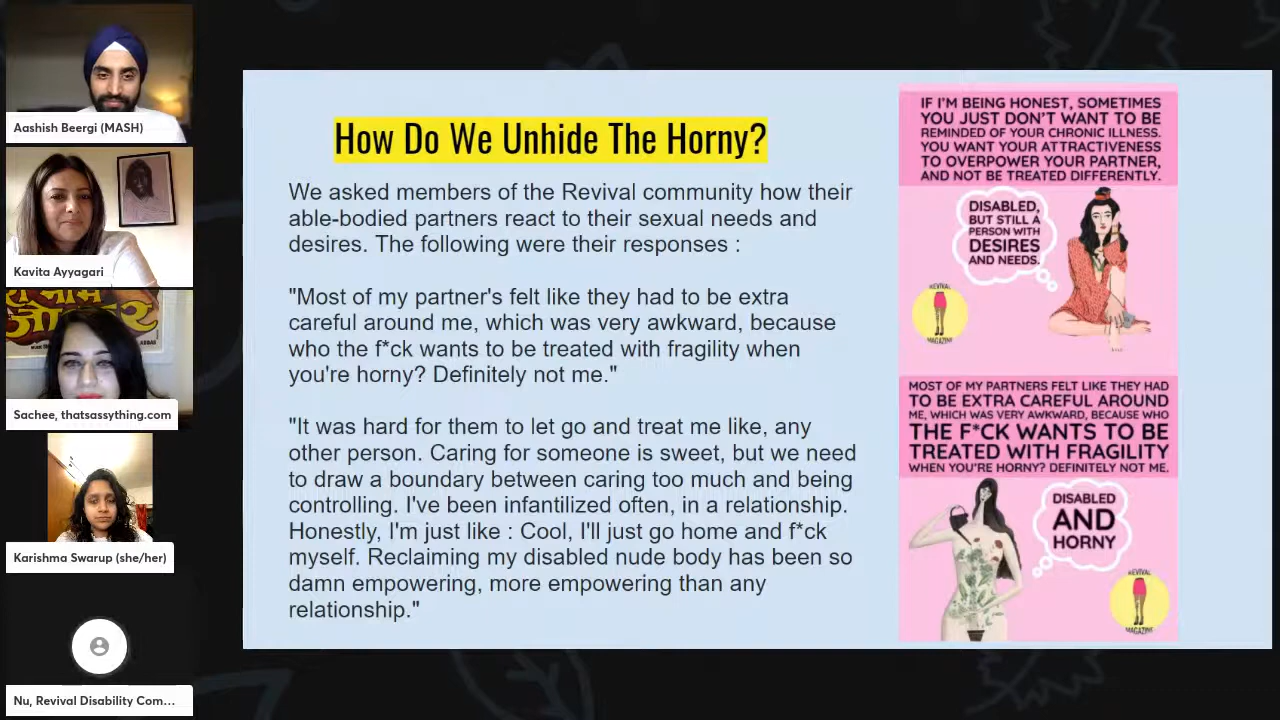 Aashish Beergi (MASH)
Kavita Ayyagari
Sachee, thatsassything.com
Karishma Swarup (she/her)
Nu, Revival Disability Com...
How Do We Unhide The Horny?
We asked members of the Revival community how their
able-bodied partners react to their sexual needs and
desires. The following were their responses :
"Most of my partner's felt like they had to be extra
careful around me, which was very awkward, because
who the f*ck wants to be treated with fragility when
you're horny? Definitely not me."
"It was hard for them to let go and treat me like, any
other person. Caring for someone is sweet, but we need
to draw a boundary between caring too much and being
controlling. I've been infantilized often, in a relationship.
Honestly, I'm just like : Cool, I'll just go home and f*ck
myself. Reclaiming my disabled nude body has been so
damn empowering, more empowering than any
relationship."
IF I'M BEING HONEST, SOMETIMES
YOU JUST DON'T WANT TO BE
REMINDED OF YOUR CHRONIC ILLNESS.
YOU WANT YOUR ATTRACTIVENESS
TO OVERPOWER YOUR PARTNER,
AND NOT BE TREATED DIFFERENTLY.
DISABLED,
BUT STILL A
PERSON WITH
DESIRES
AND NEEDS.
REVIVAL
MAGAZINE
MOST OF MY PARTNERS FELT LIKE THEY HAD
TO BE EXTRA CAREFUL AROUND
ME, WHICH WAS VERY AWKWARD, BECAUSE WHO
THE F*CK WANTS TO BE
TREATED WITH FRAGILITY
WHEN YOU'RE HORNY? DEFINITELY NOT ME.
DISABLED
AND
HORNY
REVIVAL
MAGAZINE